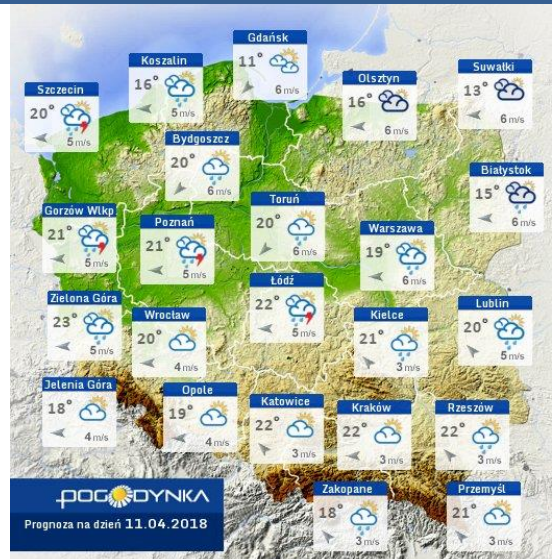 Gdańsk
11°
6 m/s
Koszalin
16°
5 m/s
Suwałki
13°
6 m/s
Olsztyn
16°
6 m/s
Szczecin
20°
5 m/s
Bydgoszcz
20°
6 m/s
Białystok
15°
6 m/s
Toruń
20°
6 m/s
Gorzów Wlkp
21°
5 m/s
Poznań
21°
5 m/s
Warszawa
19°
6 m/s
Łódź
22°
5 m/s
Zielona Góra
23°
5 m/s
Wrocław
20°
4 m/s
Kielce
21°
3 m/s
Lublin
20°
5 m/s
Jelenia Góra
18°
4 m/s
Opole
19°
4 m/s
Katowice
22°
3 m/s
Kraków
22°
3 m/s
Rzeszów
22°
3 m/s
Zakopane
18°
3 m/s
Przemyśl
21°
3 m/s
POGODYNKA
Prognoza na dzień 11.04.2018